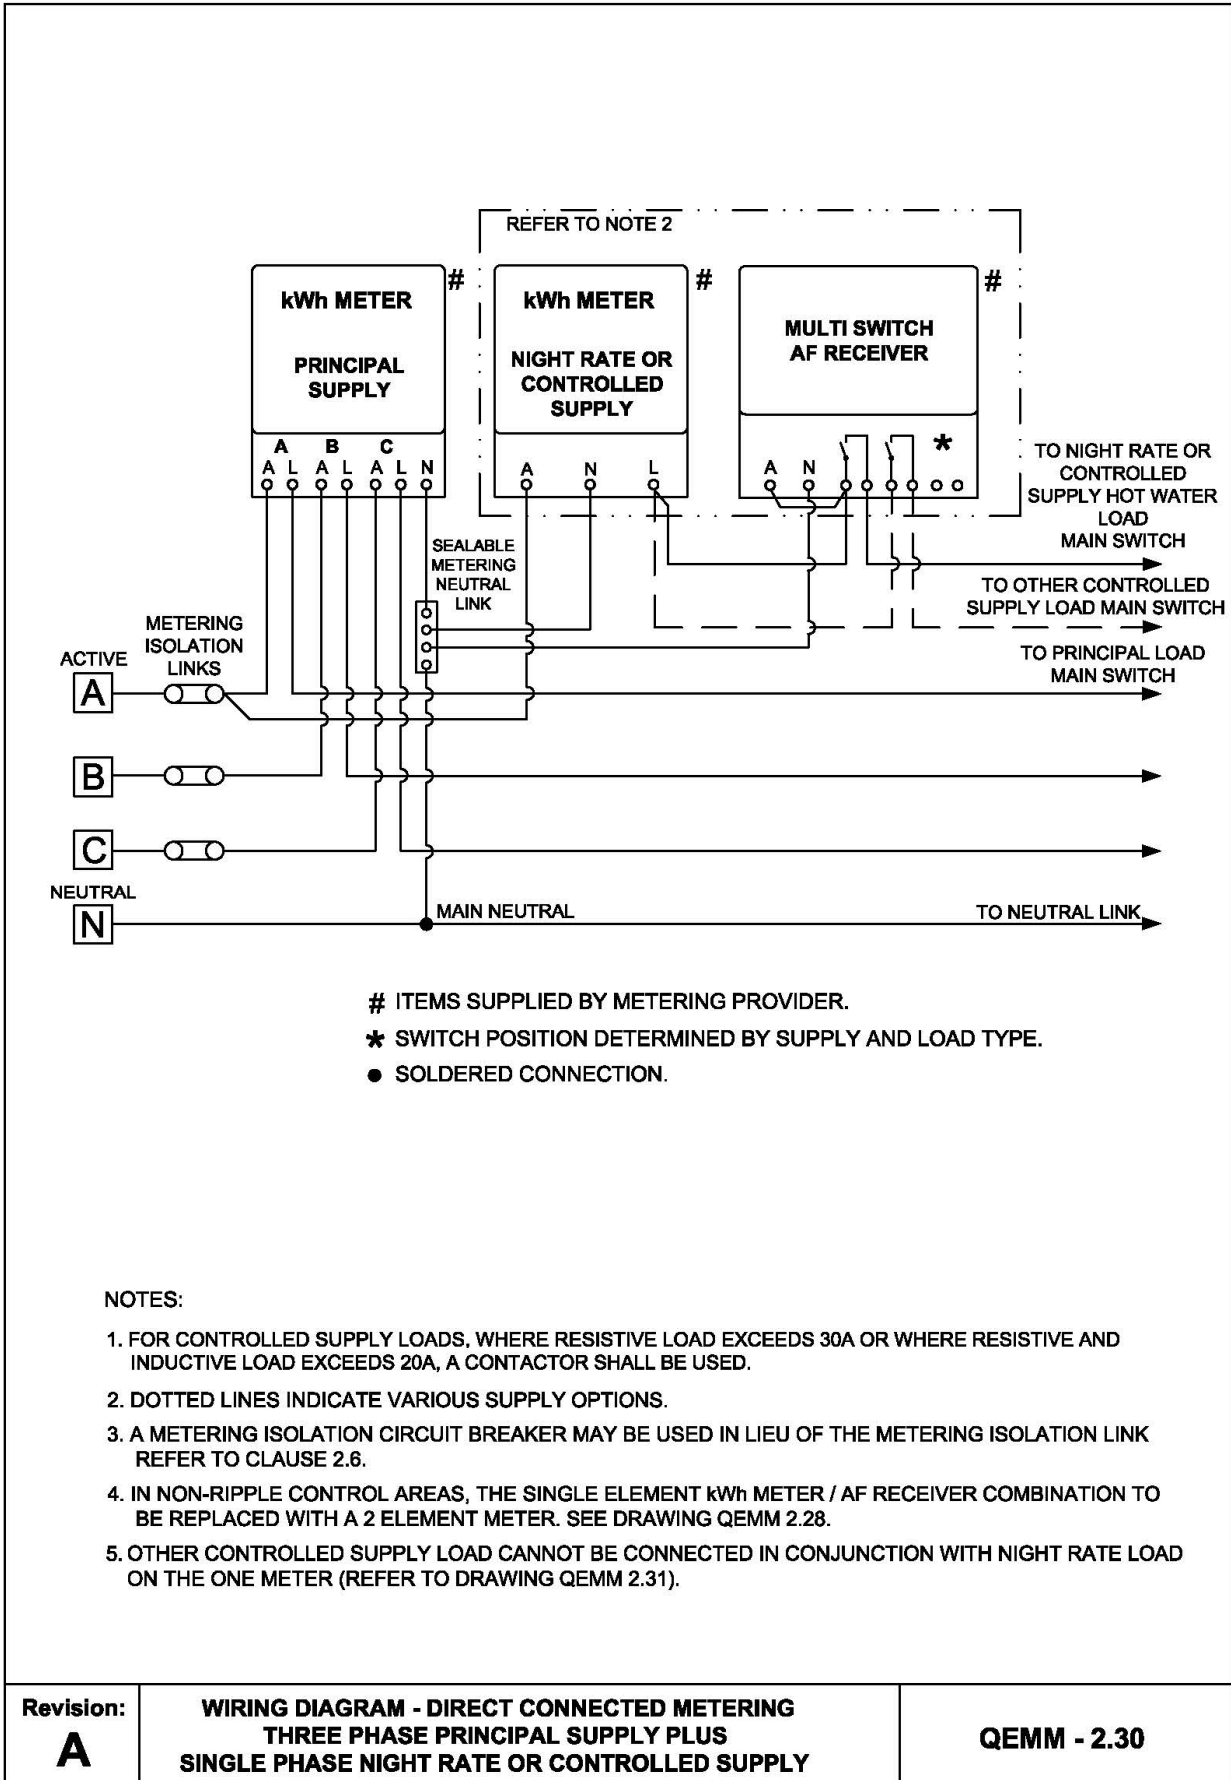 REFER TO NOTE 2
#
#
#
kWh METER
PRINCIPAL
SUPPLY
kWh METER
NIGHT RATE OR
CONTROLLED
SUPPLY
MULTI SWITCH
AF RECEIVER
A B C
A L A L A L N
A N L
A N
*
TO NIGHT RATE OR
CONTROLLED
SUPPLY HOT WATER
LOAD
MAIN SWITCH
SEALABLE
METERING
NEUTRAL
LINK
TO OTHER CONTROLLED
SUPPLY LOAD MAIN SWITCH
METERING
ISOLATION
LINKS
TO PRINCIPAL LOAD
MAIN SWITCH
ACTIVE
A
B
C
NEUTRAL
N
MAIN NEUTRAL
TO NEUTRAL LINK
# ITEMS SUPPLIED BY METERING PROVIDER.
* SWITCH POSITION DETERMINED BY SUPPLY AND LOAD TYPE.
● SOLDERED CONNECTION.
NOTES:
1. FOR CONTROLLED SUPPLY LOADS, WHERE RESISTIVE LOAD EXCEEDS 30A OR WHERE RESISTIVE AND
INDUCTIVE LOAD EXCEEDS 20A, A CONTACTOR SHALL BE USED.
2. DOTTED LINES INDICATE VARIOUS SUPPLY OPTIONS.
3. A METERING ISOLATION CIRCUIT BREAKER MAY BE USED IN LIEU OF THE METERING ISOLATION LINK
REFER TO CLAUSE 2.6.
4. IN NON-RIPPLE CONTROL AREAS, THE SINGLE ELEMENT kWh METER / AF RECEIVER COMBINATION TO
BE REPLACED WITH A 2 ELEMENT METER. SEE DRAWING QEMM 2.28.
5. OTHER CONTROLLED SUPPLY LOAD CANNOT BE CONNECTED IN CONJUNCTION WITH NIGHT RATE LOAD
ON THE ONE METER (REFER TO DRAWING QEMM 2.31).
Revision:
A
WIRING DIAGRAM - DIRECT CONNECTED METERING
THREE PHASE PRINCIPAL SUPPLY PLUS
SINGLE PHASE NIGHT RATE OR CONTROLLED SUPPLY
QEMM - 2.30